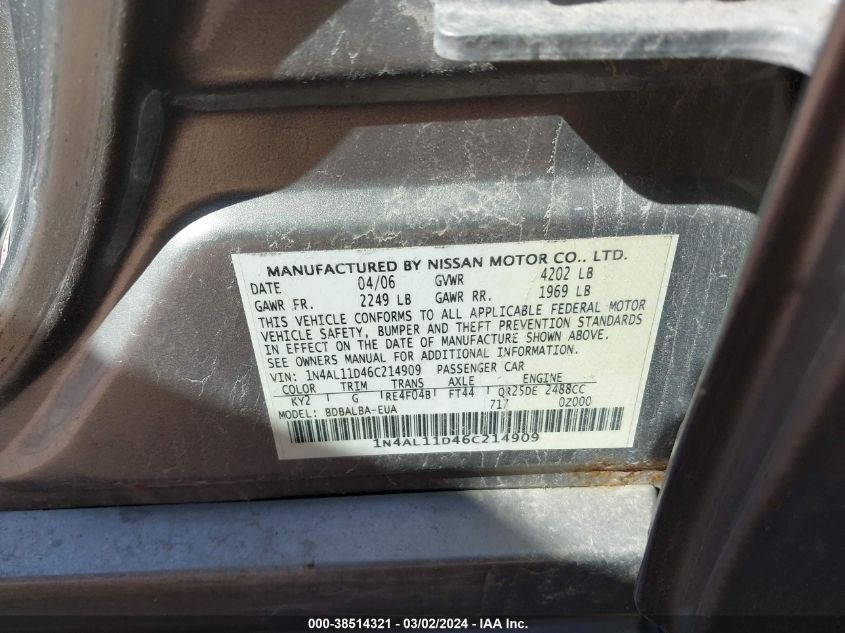 MANUFACTURED BY NISSAN MOTOR CO., LTD.
DATE 04/06 GVWR 4202 LB
GAWR FR. 2249 LB GAWR RR. 1969 LB
THIS VEHICLE CONFORMS TO ALL APPLICABLE FEDERAL MOTOR
VEHICLE SAFETY, BUMPER AND THEFT PREVENTION STANDARDS
IN EFFECT ON THE DATE OF MANUFACTURE SHOWN ABOVE.
SEE OWNERS MANUAL FOR ADDITIONAL INFORMATION.
VIN: 1N4AL11D46C214909 PASSENGER CAR
COLOR TRIM TRANS AXLE ENGINE
KY2 G RE4F04B FT44 QR25DE 2488CC
MODEL: BDBALBA-EUA 717 0Z000
1N4AL11D46C214909
000-38514321 - 03/02/2024 - IAA Inc.